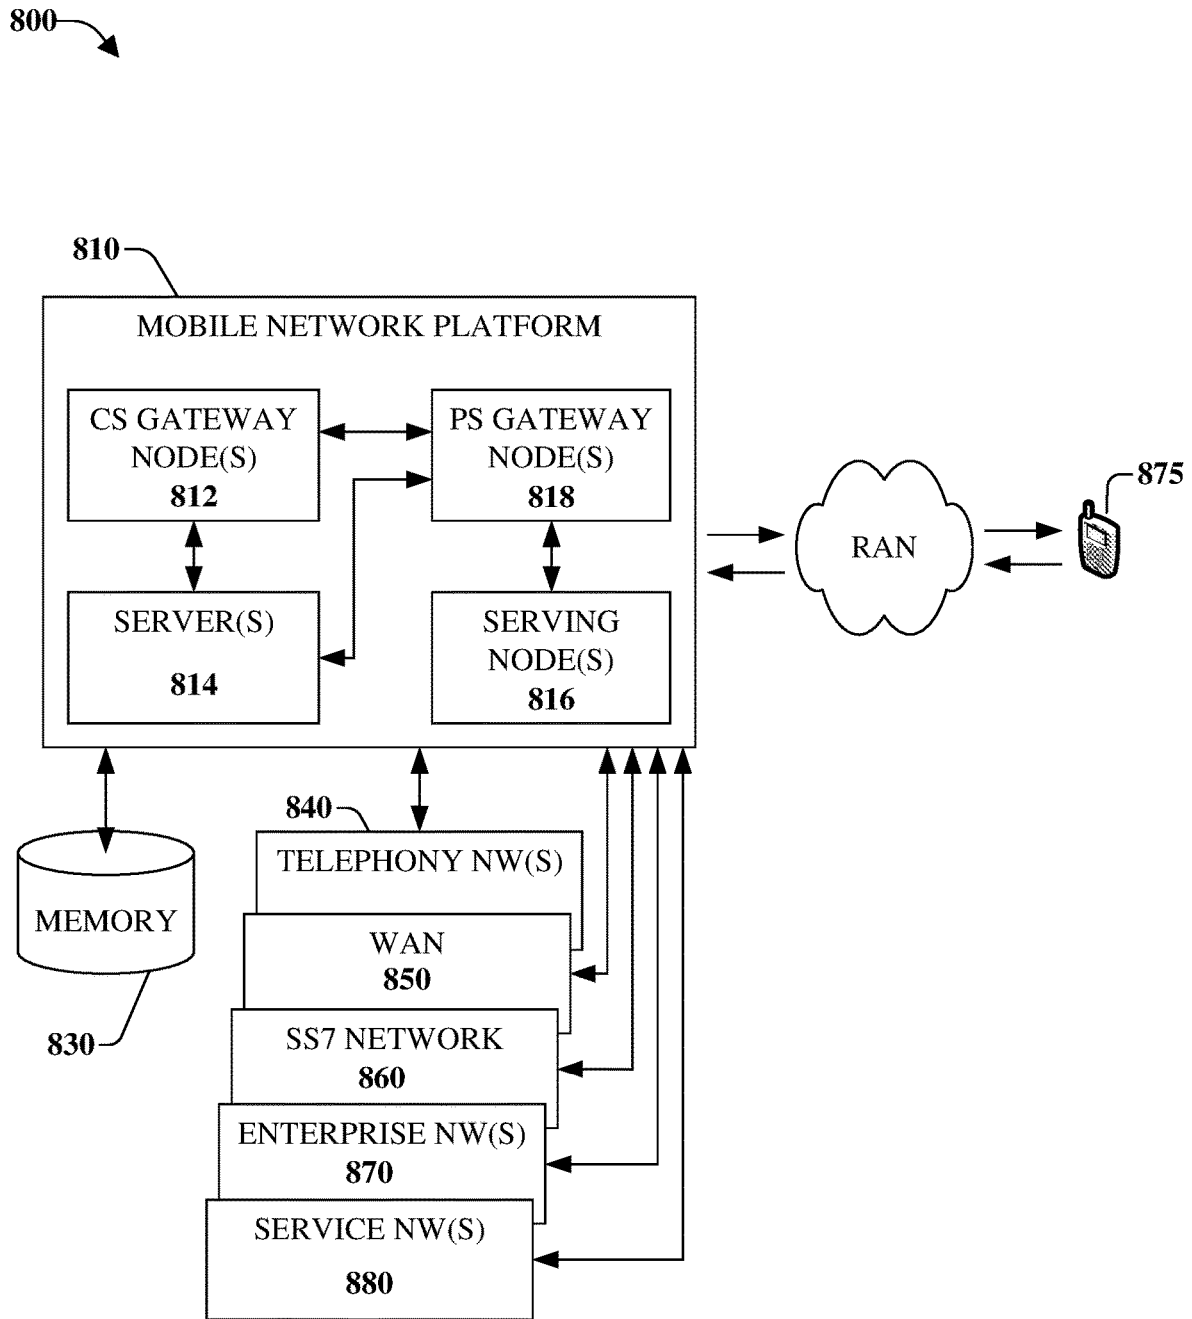 800
810
MOBILE NETWORK PLATFORM
CS GATEWAY
NODE(S)
812
PS GATEWAY
NODE(S)
818
SERVER(S)
814
SERVING
NODE(S)
816
RAN
875
MEMORY
830
840
TELEPHONY NW(S)
WAN
850
SS7 NETWORK
860
ENTERPRISE NW(S)
870
SERVICE NW(S)
880